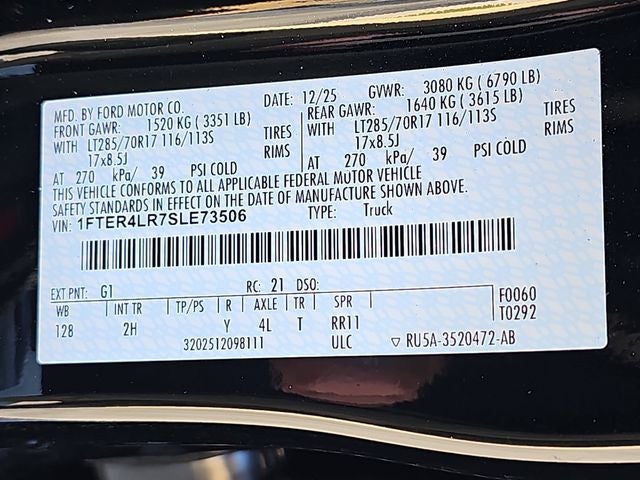 MFD. BY FORD MOTOR CO.
DATE: 12/25 GVWR: 3080 KG ( 6790 LB)
FRONT GAWR: 1520 KG ( 3351 LB)
WITH LT285/70R17 116/113S TIRES
17x8.5J RIMS
AT 270 kPa/ 39 PSI COLD
REAR GAWR: 1640 KG ( 3615 LB)
WITH LT285/70R17 116/113S TIRES
17x8.5J RIMS
AT 270 kPa/ 39 PSI COLD
THIS VEHICLE CONFORMS TO ALL APPLICABLE FEDERAL MOTOR VEHICLE
SAFETY STANDARDS IN EFFECT ON THE DATE OF MANUFACTURE SHOWN ABOVE.
VIN: 1FTER4LR7SLE73506 TYPE: Truck
EXT PNT: G1 RC: 21 DSO:
WB INT TR TP/PS R AXLE TR SPR
128 2H Y 4L T RR11
F0060
T0292
3202512098111 ULC ▽ RU5A-3520472-AB